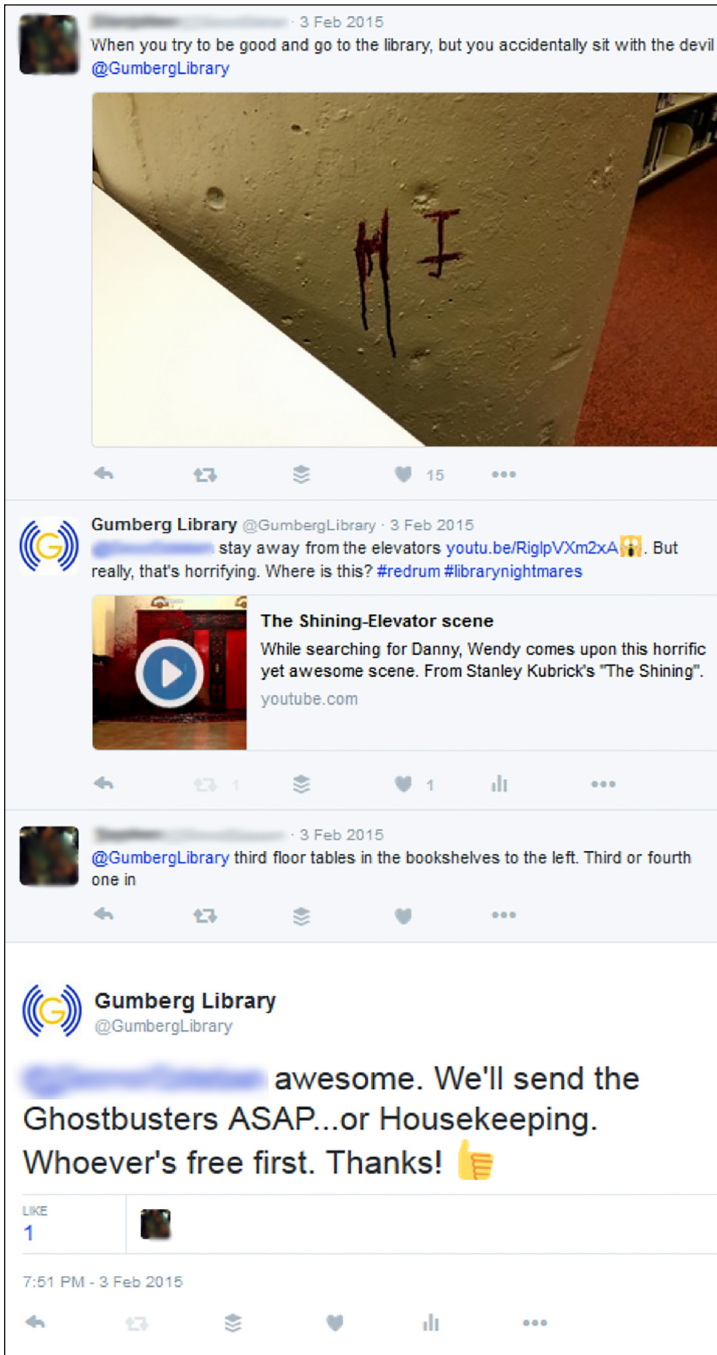 · 3 Feb 2015
When you try to be good and go to the library, but you accidentally sit with the devil
@GumbergLibrary
15
Gumberg Library @GumbergLibrary · 3 Feb 2015
stay away from the elevators youtu.be/RiglpVXm2xA 🙀. But
really, that's horrifying. Where is this? #redrum #librarynightmares
The Shining-Elevator scene
While searching for Danny, Wendy comes upon this horrific
yet awesome scene. From Stanley Kubrick's "The Shining".
youtube.com
1 1
· 3 Feb 2015
@GumbergLibrary third floor tables in the bookshelves to the left. Third or fourth
one in
Gumberg Library
@GumbergLibrary
awesome. We'll send the
Ghostbusters ASAP...or Housekeeping.
Whoever's free first. Thanks! 👍
LIKE
1
7:51 PM - 3 Feb 2015